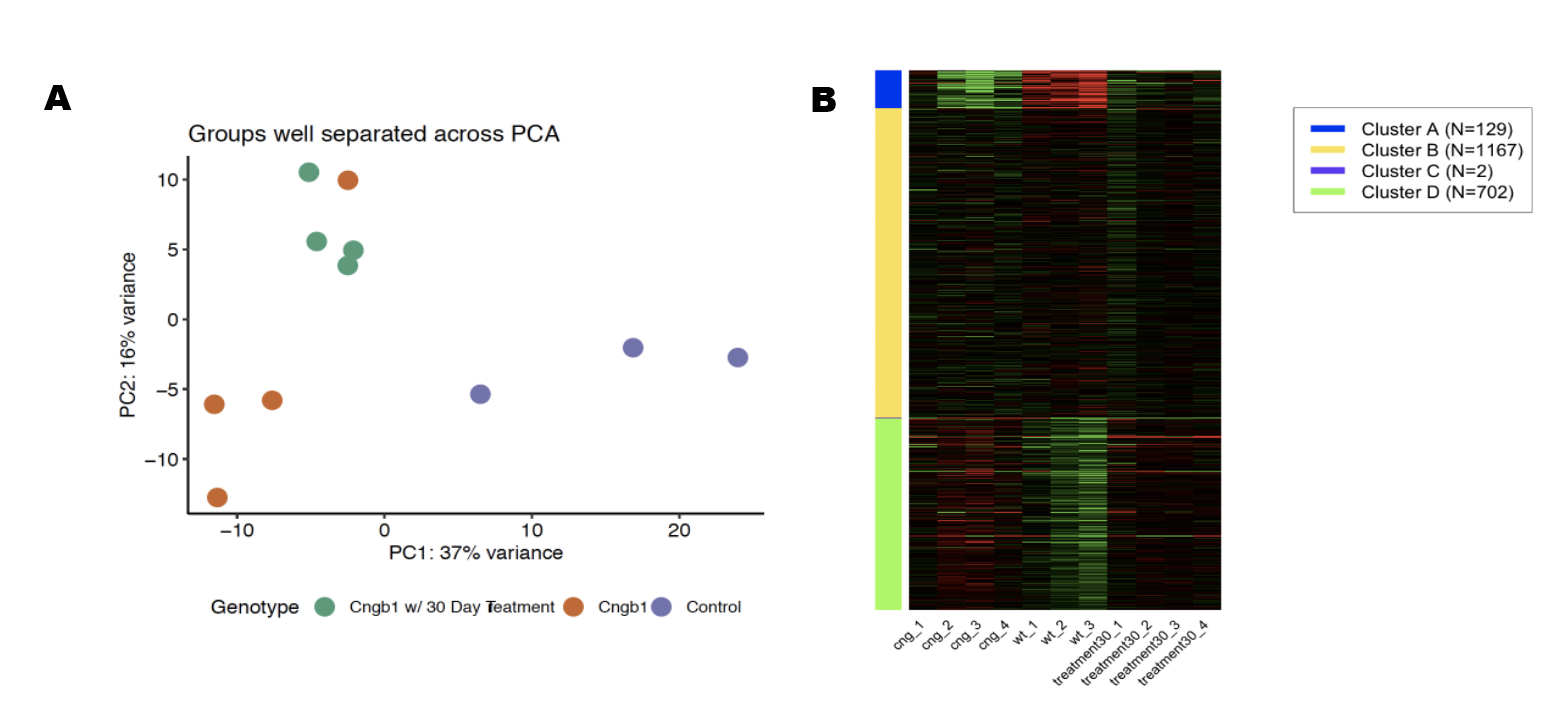 A
B
Groups well separated across PCA
10
5
0
−5
−10
PC2: 16% variance
−10
0
10
20
PC1: 37% variance
Genotype
Cngb1 w/ 30 Day Teatment
Cngb1
Control
Cluster A (N=129)
Cluster B (N=1167)
Cluster C (N=2)
Cluster D (N=702)
cng_1
cng_2
cng_3
cng_4
wt_1
wt_2
wt_3
treatment30_1
treatment30_2
treatment30_3
treatment30_4